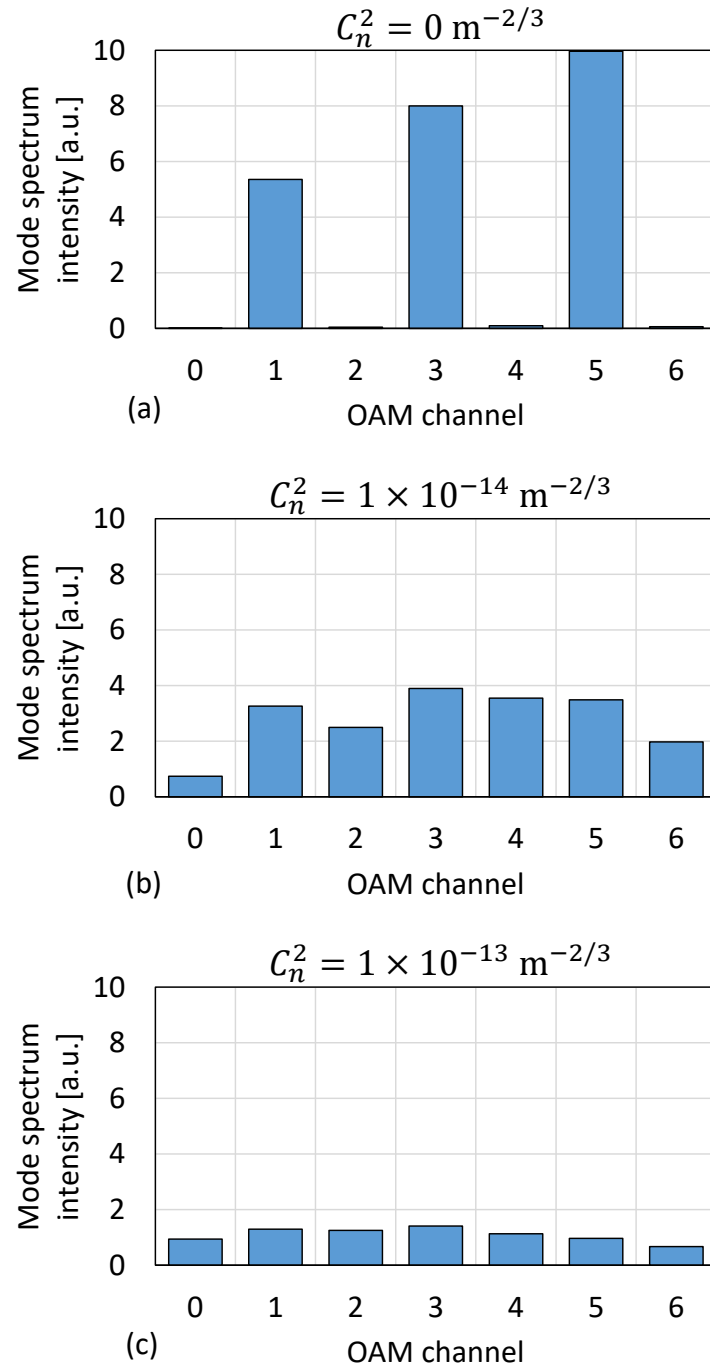 C_n^2 = 0 m^{-2/3}
Mode spectrum
intensity [a.u.]
10
8
6
4
2
0
0 1 2 3 4 5 6
(a) OAM channel
C_n^2 = 1 × 10^{-14} m^{-2/3}
Mode spectrum
intensity [a.u.]
10
8
6
4
2
0
0 1 2 3 4 5 6
(b) OAM channel
C_n^2 = 1 × 10^{-13} m^{-2/3}
Mode spectrum
intensity [a.u.]
10
8
6
4
2
0
0 1 2 3 4 5 6
(c) OAM channel